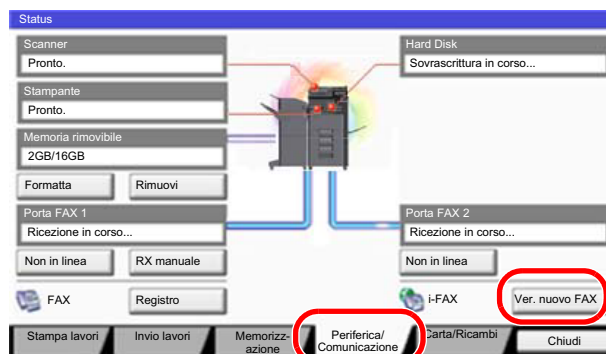 Status
Scanner
Pronto.
Hard Disk
Sovrascrittura in corso...
Stampante
Pronto.
Memoria rimovibile
2GB/16GB
Formatta
Rimuovi
Porta FAX 1
Ricezione in corso...
Porta FAX 2
Ricezione in corso...
Non in linea
RX manuale
Non in linea
FAX
Registro
i-FAX
Ver. nuovo FAX
Stampa lavori
Invio lavori
Memorizz-
azione
Periferica/
Comunicazione
Carta/Ricambi
Chiudi